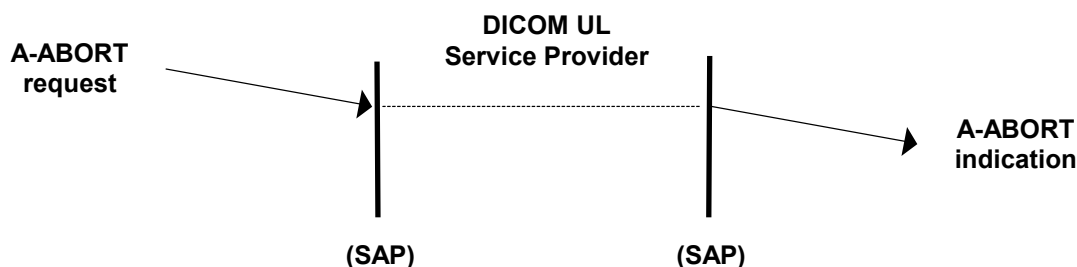 DICOM UL
Service Provider
A-ABORT
request
A-ABORT
indication
(SAP)
(SAP)